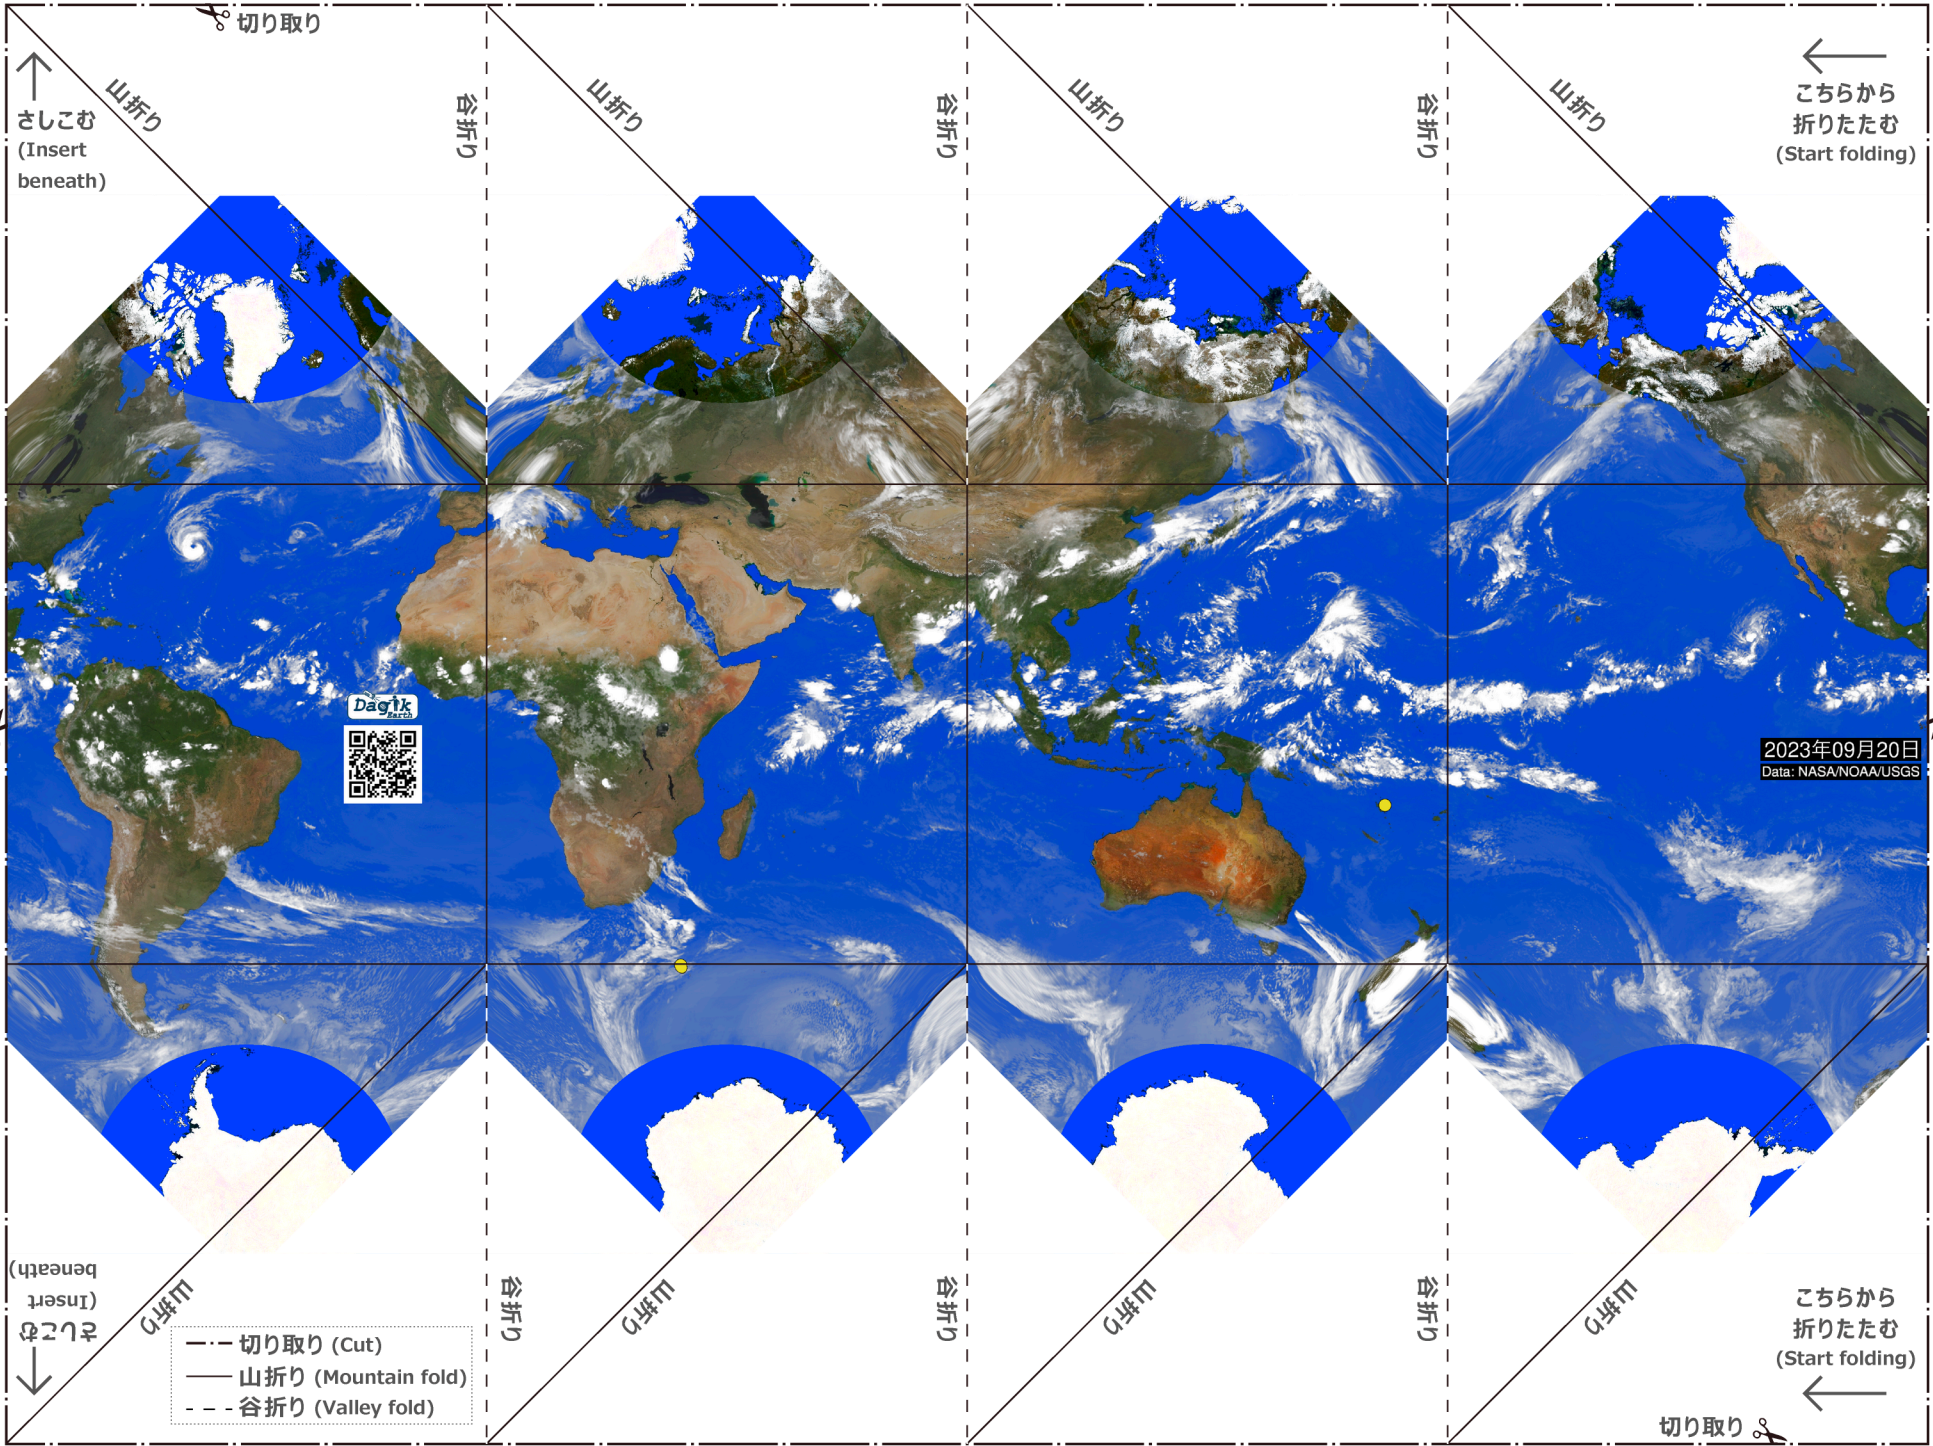 切り取り
さしこむ
(Insert
beneath)
山折り
谷折り
山折り
谷折り
山折り
谷折り
山折り
こちらから
折りたたむ
(Start folding)
Dagik
Earth
2023年09月20日
Data: NASA/NOAA/USGS
さしこむ
(Insert
beneath)
山折り
谷折り
山折り
谷折り
山折り
谷折り
山折り
こちらから
折りたたむ
(Start folding)
切り取り (Cut)
山折り (Mountain fold)
谷折り (Valley fold)
切り取り